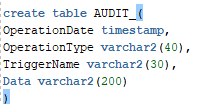 create table AUDIT_(
OperationDate timestamp,
OperationType varchar2(40),
TriggerName varchar2(30),
Data varchar2(200)
)